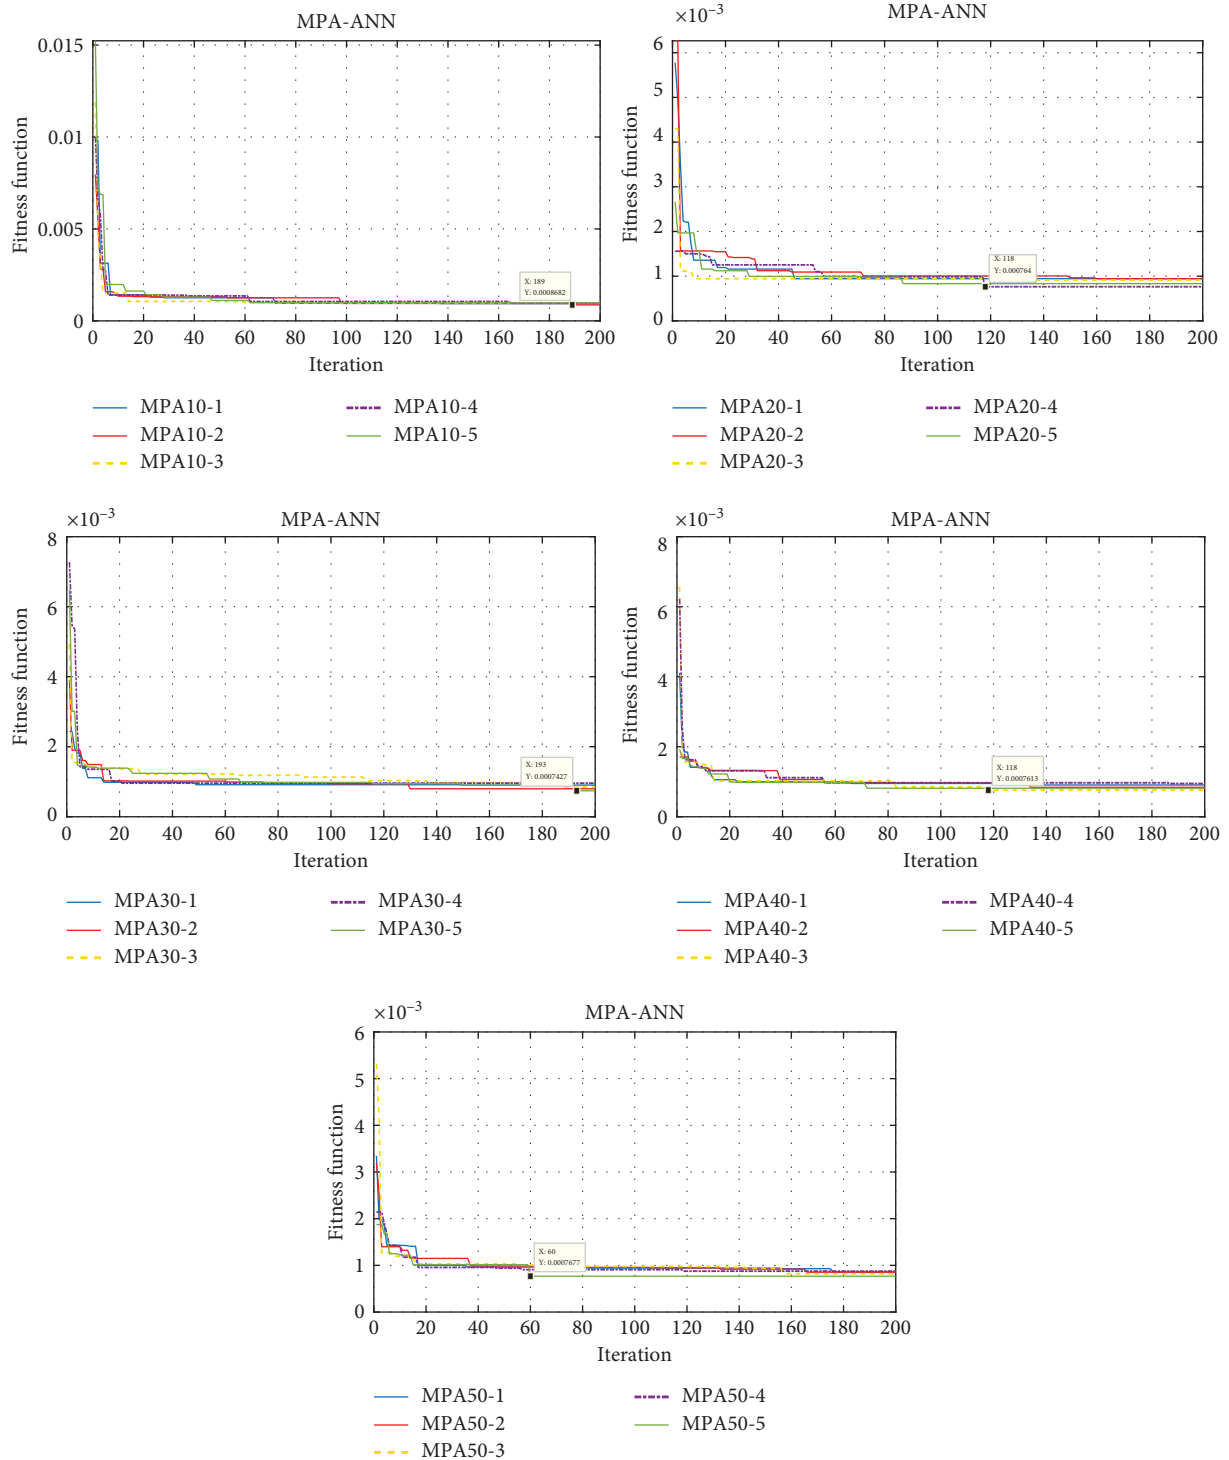 MPA-ANN
0.015
0.01
0.005
0
0 20 40 60 80 100 120 140 160 180 200
Fitness function
Iteration
X: 189
Y: 0.0008682
MPA10-1
MPA10-2
MPA10-3
MPA10-4
MPA10-5
×10–3
MPA-ANN
6
5
4
3
2
1
0
0 20 40 60 80 100 120 140 160 180 200
Fitness function
Iteration
X: 118
Y: 0.000764
MPA20-1
MPA20-2
MPA20-3
MPA20-4
MPA20-5
×10–3
MPA-ANN
8
6
4
2
0
0 20 40 60 80 100 120 140 160 180 200
Fitness function
Iteration
X: 193
Y: 0.0007427
MPA30-1
MPA30-2
MPA30-3
MPA30-4
MPA30-5
×10–3
MPA-ANN
8
6
4
2
0
0 20 40 60 80 100 120 140 160 180 200
Fitness function
Iteration
X: 118
Y: 0.0007613
MPA40-1
MPA40-2
MPA40-3
MPA40-4
MPA40-5
×10–3
MPA-ANN
6
5
4
3
2
1
0
0 20 40 60 80 100 120 140 160 180 200
Fitness function
Iteration
X: 60
Y: 0.0007677
MPA50-1
MPA50-2
MPA50-3
MPA50-4
MPA50-5